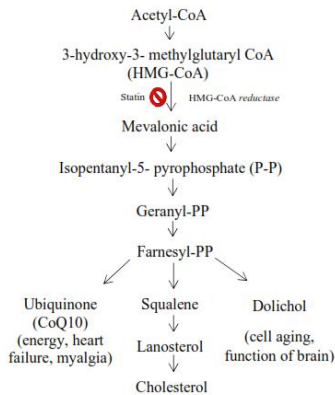 Acetyl-CoA
3-hydroxy-3- methylglutaryl CoA
(HMG-CoA)
Statin
HMG-CoA reductase
Mevalonic acid
Isopentanyl-5- pyrophosphate (P-P)
Geranyl-PP
Farnesyl-PP
Ubiquinone
(CoQ10)
(energy, heart
failure, myalgia)
Squalene
Lanosterol
Cholesterol
Dolichol
(cell aging,
function of brain)